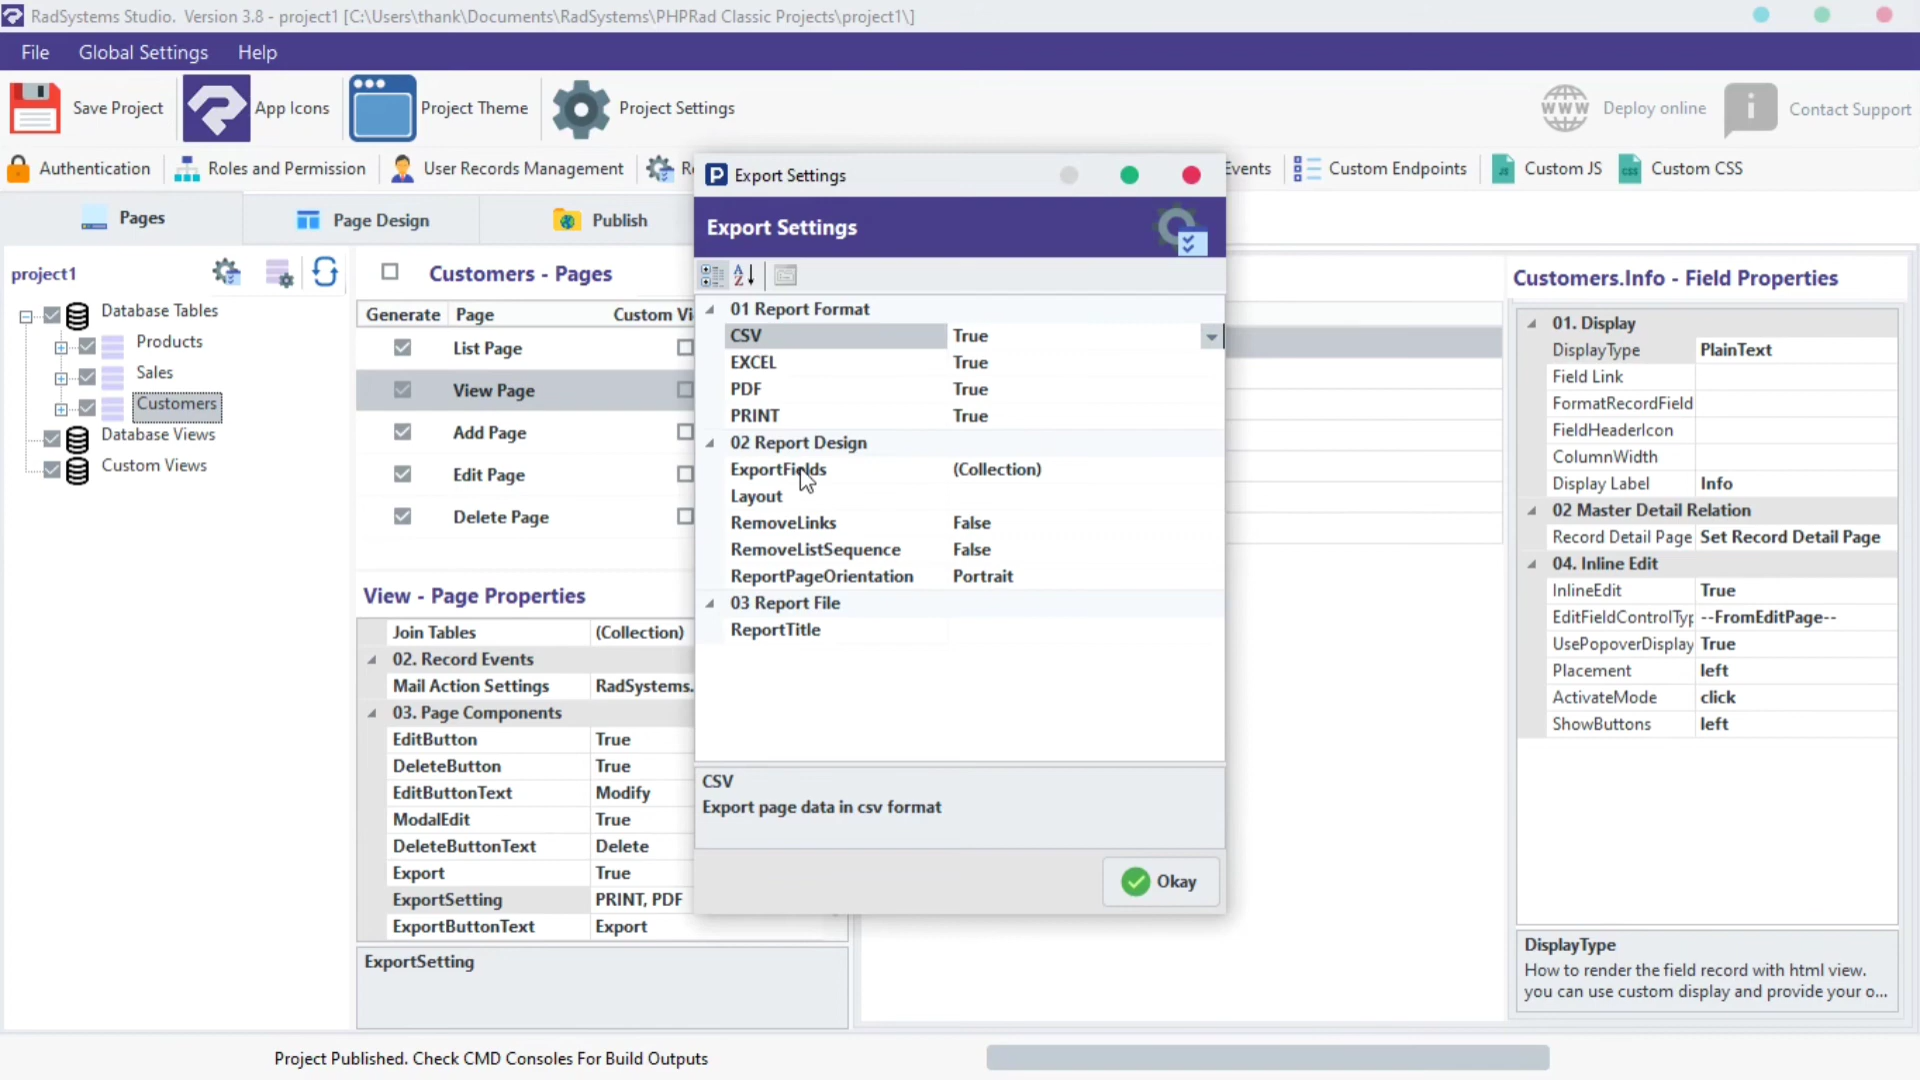 RadSystems Studio. Version 3.8 - project1 [C:\Users\thank\Documents\RadSystems\PHPRad Classic Projects\project1\]
File Global Settings Help
Save Project App Icons Project Theme Project Settings Deploy online Contact Support
Authentication Roles and Permission User Records Management vents Custom Endpoints Custom JS Custom CSS
Pages Page Design Publish
project1
Database Tables
Products
Sales
Customers
Database Views
Custom Views
Customers - Pages
Generate Page Custom Vi
List Page
View Page
Add Page
Edit Page
Delete Page
View - Page Properties
Join Tables (Collection)
02. Record Events
Mail Action Settings RadSystems.
03. Page Components
EditButton True
DeleteButton True
EditButtonText Modify
ModalEdit True
DeleteButtonText Delete
Export True
ExportSetting PRINT, PDF
ExportButtonText Export
ExportSetting
Export Settings
Export Settings
01 Report Format
CSV True
EXCEL True
PDF True
PRINT True
02 Report Design
ExportFields (Collection)
Layout
RemoveLinks False
RemoveListSequence False
ReportPageOrientation Portrait
03 Report File
ReportTitle
CSV
Export page data in csv format
Okay
Customers.Info - Field Properties
01. Display
DisplayType PlainText
Field Link
FormatRecordField
FieldHeaderIcon
ColumnWidth
Display Label Info
02 Master Detail Relation
Record Detail Page Set Record Detail Page
04. Inline Edit
InlineEdit True
EditFieldControlTyp --FromEditPage--
UsePopoverDisplay True
Placement left
ActivateMode click
ShowButtons left
DisplayType
How to render the field record with html view.
you can use custom display and provide your o...
Project Published. Check CMD Consoles For Build Outputs